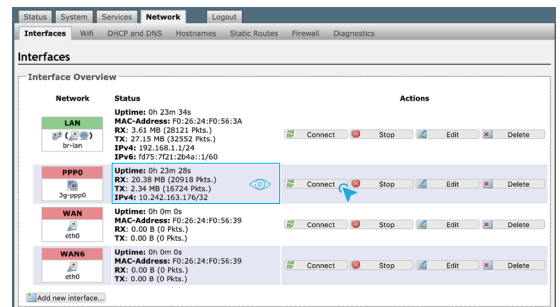 Status System Services Network Logout
Interfaces Wifi DHCP and DNS Hostnames Static Routes Firewall Diagnostics
Interfaces
Interface Overview
Network Status Actions
LAN
br-lan
Uptime: 0h 23m 34s
MAC-Address: F0:26:24:F0:56:3A
RX: 3.61 MB (28121 Pkts.)
TX: 27.15 MB (32552 Pkts.)
IPv4: 192.168.1.1/24
IPv6: fd75:7f21:2b4a::1/60
Connect Stop Edit Delete
PPP0
3g-ppp0
Uptime: 0h 23m 28s
RX: 20.38 MB (20918 Pkts.)
TX: 2.34 MB (16724 Pkts.)
IPv4: 10.242.163.176/32
Connect Stop Edit Delete
WAN
eth0
Uptime: 0h 0m 0s
MAC-Address: F0:26:24:F0:56:39
RX: 0.00 B (0 Pkts.)
TX: 0.00 B (0 Pkts.)
Connect Stop Edit Delete
WAN6
eth0
Uptime: 0h 0m 0s
MAC-Address: F0:26:24:F0:56:39
RX: 0.00 B (0 Pkts.)
TX: 0.00 B (0 Pkts.)
Connect Stop Edit Delete
Add new interface...